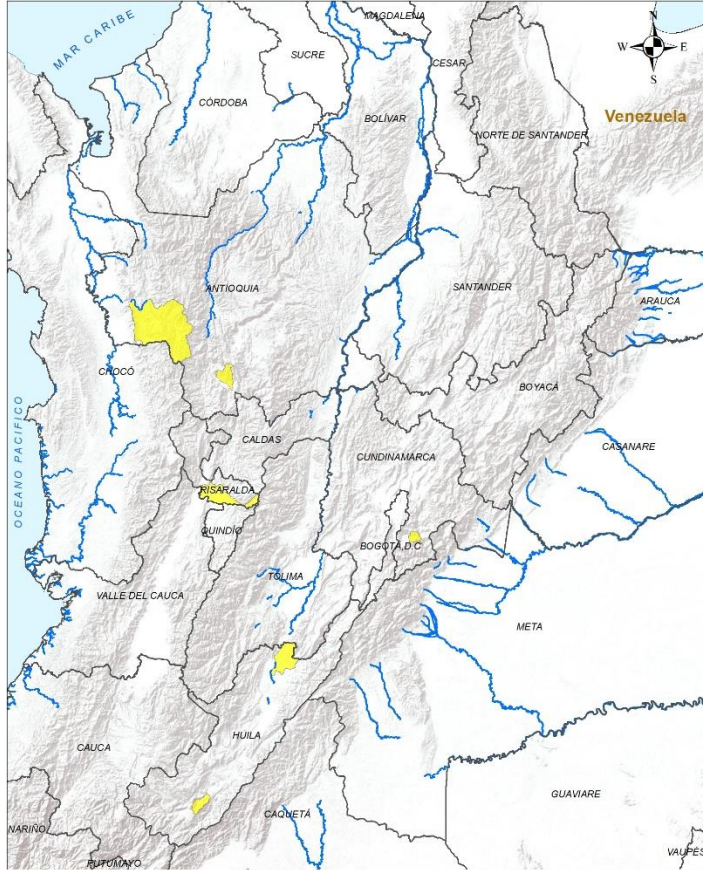 MAGDALENA
N
MAR CARIBE
W
E
SUCRE
CESAR
S
CÓRDOBA
BOLÍVAR
Venezuela
NORTE DE SANTANDER
ANTIOQUIA
SANTANDER
ARAUCA
CHOCÓ
BOYACÁ
OCEANO PACIFICO
CALDAS
CASANARE
CUNDINAMARCA
RISARALDA
QUINDÍO
BOGOTÁ, D.C
TOLIMA
VALLE DEL CAUCA
META
HUILA
CAUCA
GUAVIARE
CAQUETÁ
NARIÑO
PUTUMAYO
VAUPÉS